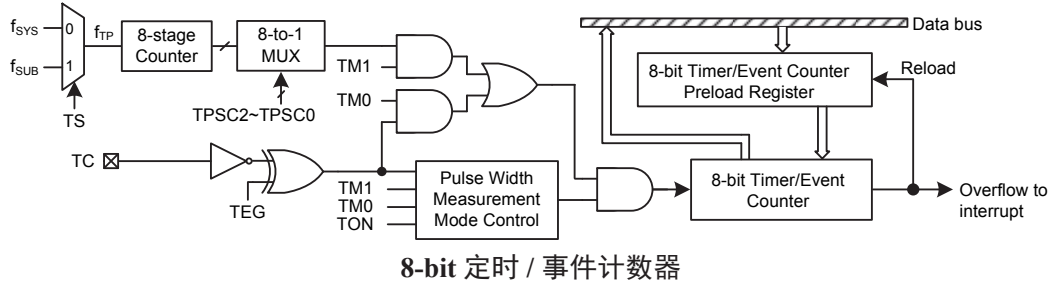 fSYS
0
fTP
8-stage
Counter
8-to-1
MUX
fSUB
1
TM1
TM0
TS
TPSC2~TPSC0
Data bus
8-bit Timer/Event Counter
Preload Register
Reload
TC
TEG
TM1
TM0
TON
Pulse Width
Measurement
Mode Control
8-bit Timer/Event
Counter
Overflow to
interrupt
8-bit 定时 / 事件计数器